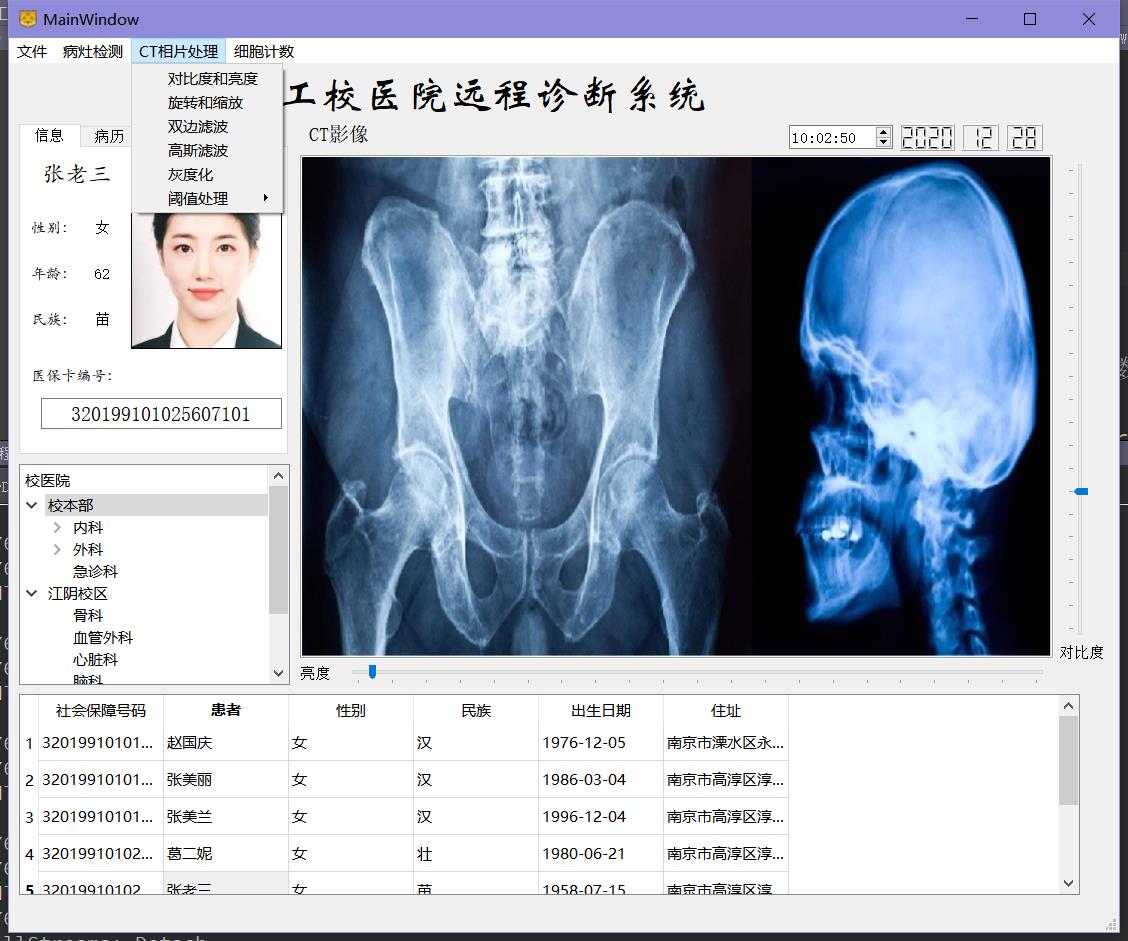 MainWindow
文件 病灶检测 CT相片处理 细胞计数
对比度和亮度
旋转和缩放
双边滤波
高斯滤波
灰度化
阈值处理
工校医院远程诊断系统
信息 病历
CT影像
10:02:50 2020 12 28
张老三
性别: 女
年龄: 62
民族: 苗
医保卡编号:
320199101025607101
校医院
校本部
内科
外科
急诊科
江阴校区
骨科
血管外科
心脏科
脑科
对比度
亮度
社会保障号码 患者 性别 民族 出生日期 住址
1 32019910101... 赵国庆 女 汉 1976-12-05 南京市溧水区永...
2 32019910101... 张美丽 女 汉 1986-03-04 南京市高淳区淳...
3 32019910101... 张美兰 女 汉 1996-12-04 南京市高淳区淳...
4 32019910102... 葛二妮 女 壮 1980-06-21 南京市高淳区淳...
5 32019910102... 张老三 女 苗 1958-07-15 南京市高淳区淳...